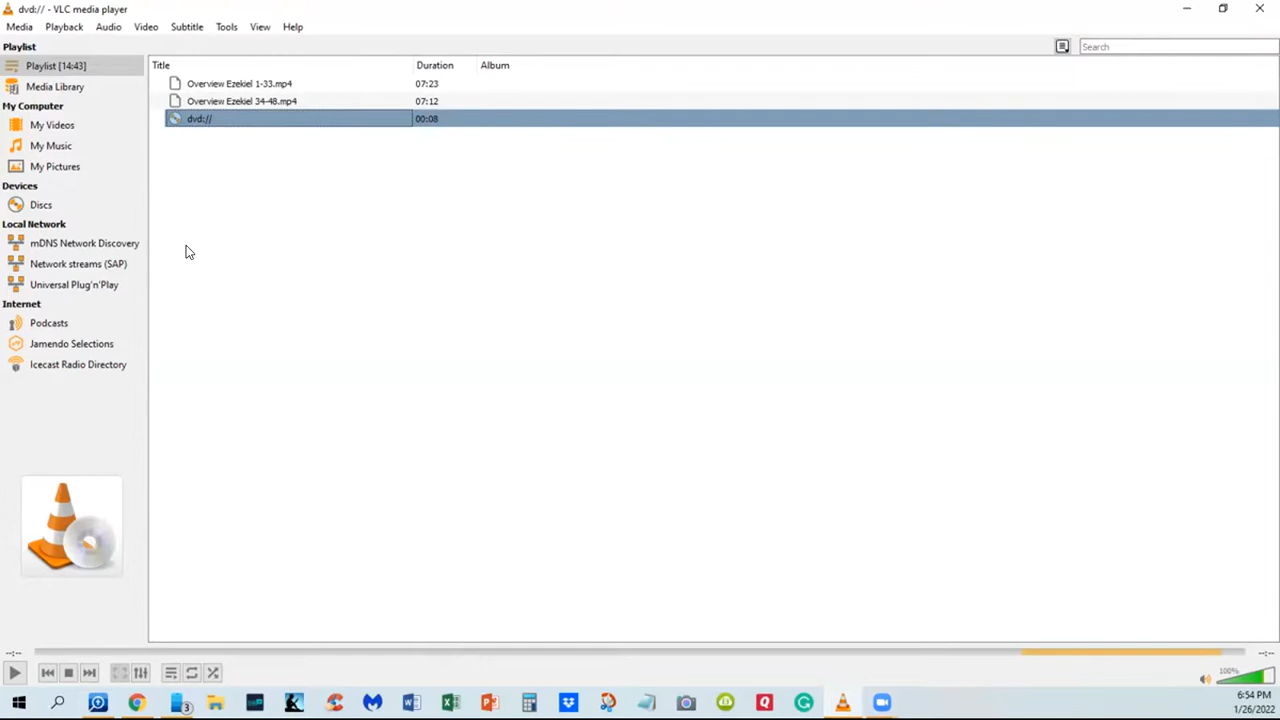 dvd:// - VLC media player
Media Playback Audio Video Subtitle Tools View Help
Playlist
Search
Playlist [14:43]
Media Library
My Computer
My Videos
My Music
My Pictures
Devices
Discs
Local Network
mDNS Network Discovery
Network streams (SAP)
Universal Plug'n'Play
Internet
Podcasts
Jamendo Selections
Icecast Radio Directory
Title Duration Album
Overview Ezekiel 1-33.mp4 07:23
Overview Ezekiel 34-48.mp4 07:12
dvd:// 00:08
--:-- --:--
100%
3
6:54 PM
1/26/2022